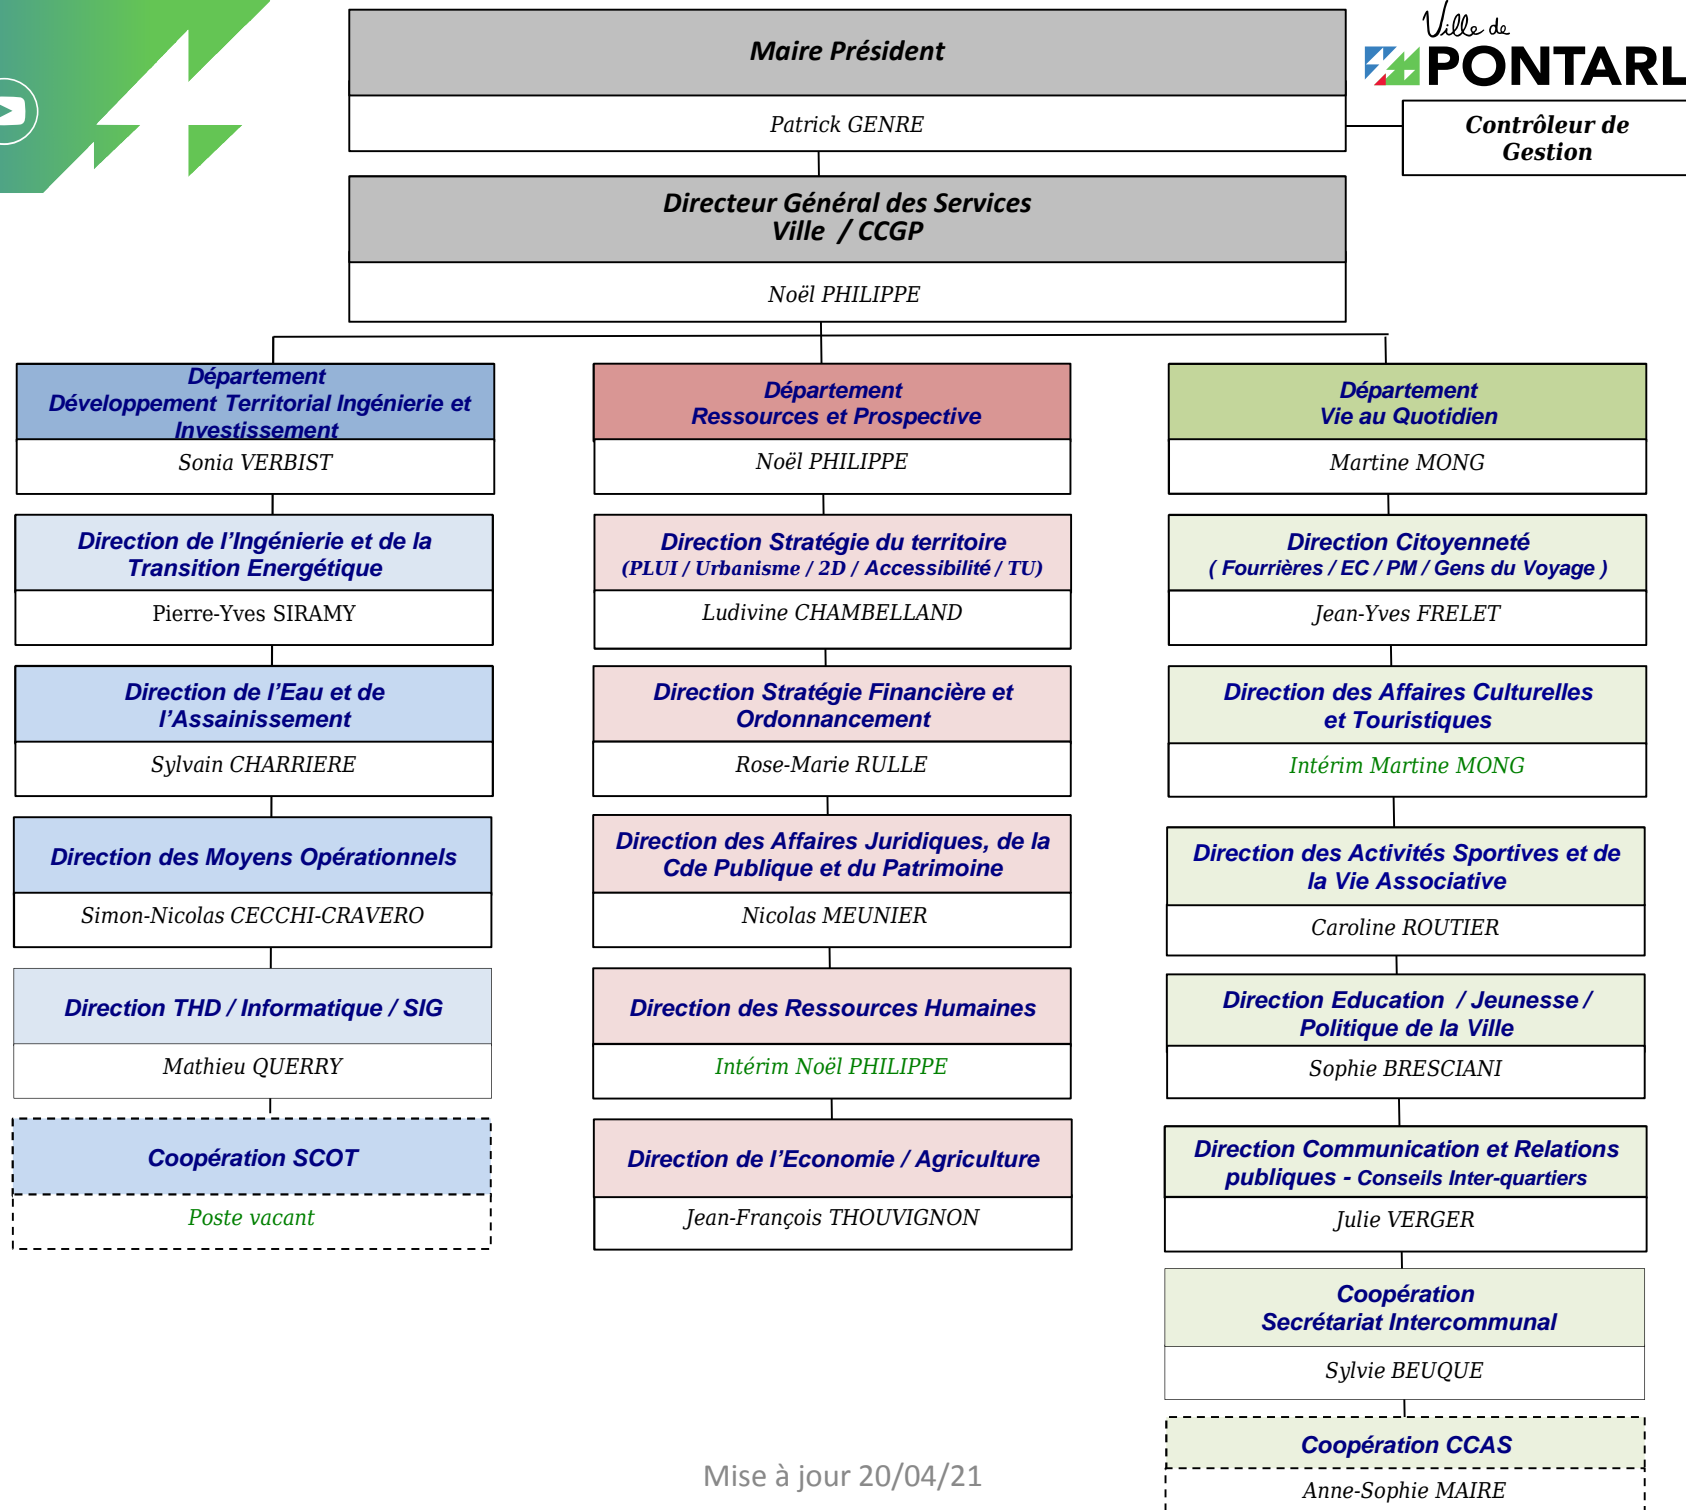 Maire Président
Patrick GENRE
Ville de
PONTARL
Contrôleur de
Gestion
Directeur Général des Services
Ville / CCGP
Noël PHILIPPE
Département
Développement Territorial Ingénierie et
Investissement
Sonia VERBIST
Direction de l'Ingénierie et de la
Transition Energétique
Pierre-Yves SIRAMY
Direction de l'Eau et de
l'Assainissement
Sylvain CHARRIERE
Direction des Moyens Opérationnels
Simon-Nicolas CECCHI-CRAVERO
Direction THD / Informatique / SIG
Mathieu QUERRY
Coopération SCOT
Poste vacant
Département
Ressources et Prospective
Noël PHILIPPE
Direction Stratégie du territoire
(PLUI / Urbanisme / 2D / Accessibilité / TU)
Ludivine CHAMBELLAND
Direction Stratégie Financière et
Ordonnancement
Rose-Marie RULLE
Direction des Affaires Juridiques, de la
Cde Publique et du Patrimoine
Nicolas MEUNIER
Direction des Ressources Humaines
Intérim Noël PHILIPPE
Direction de l'Economie / Agriculture
Jean-François THOUVIGNON
Département
Vie au Quotidien
Martine MONG
Direction Citoyenneté
( Fourrières / EC / PM / Gens du Voyage )
Jean-Yves FRELET
Direction des Affaires Culturelles
et Touristiques
Intérim Martine MONG
Direction des Activités Sportives et de
la Vie Associative
Caroline ROUTIER
Direction Education / Jeunesse /
Politique de la Ville
Sophie BRESCIANI
Direction Communication et Relations
publiques - Conseils Inter-quartiers
Julie VERGER
Coopération
Secrétariat Intercommunal
Sylvie BEUQUE
Coopération CCAS
Anne-Sophie MAIRE
Mise à jour 20/04/21